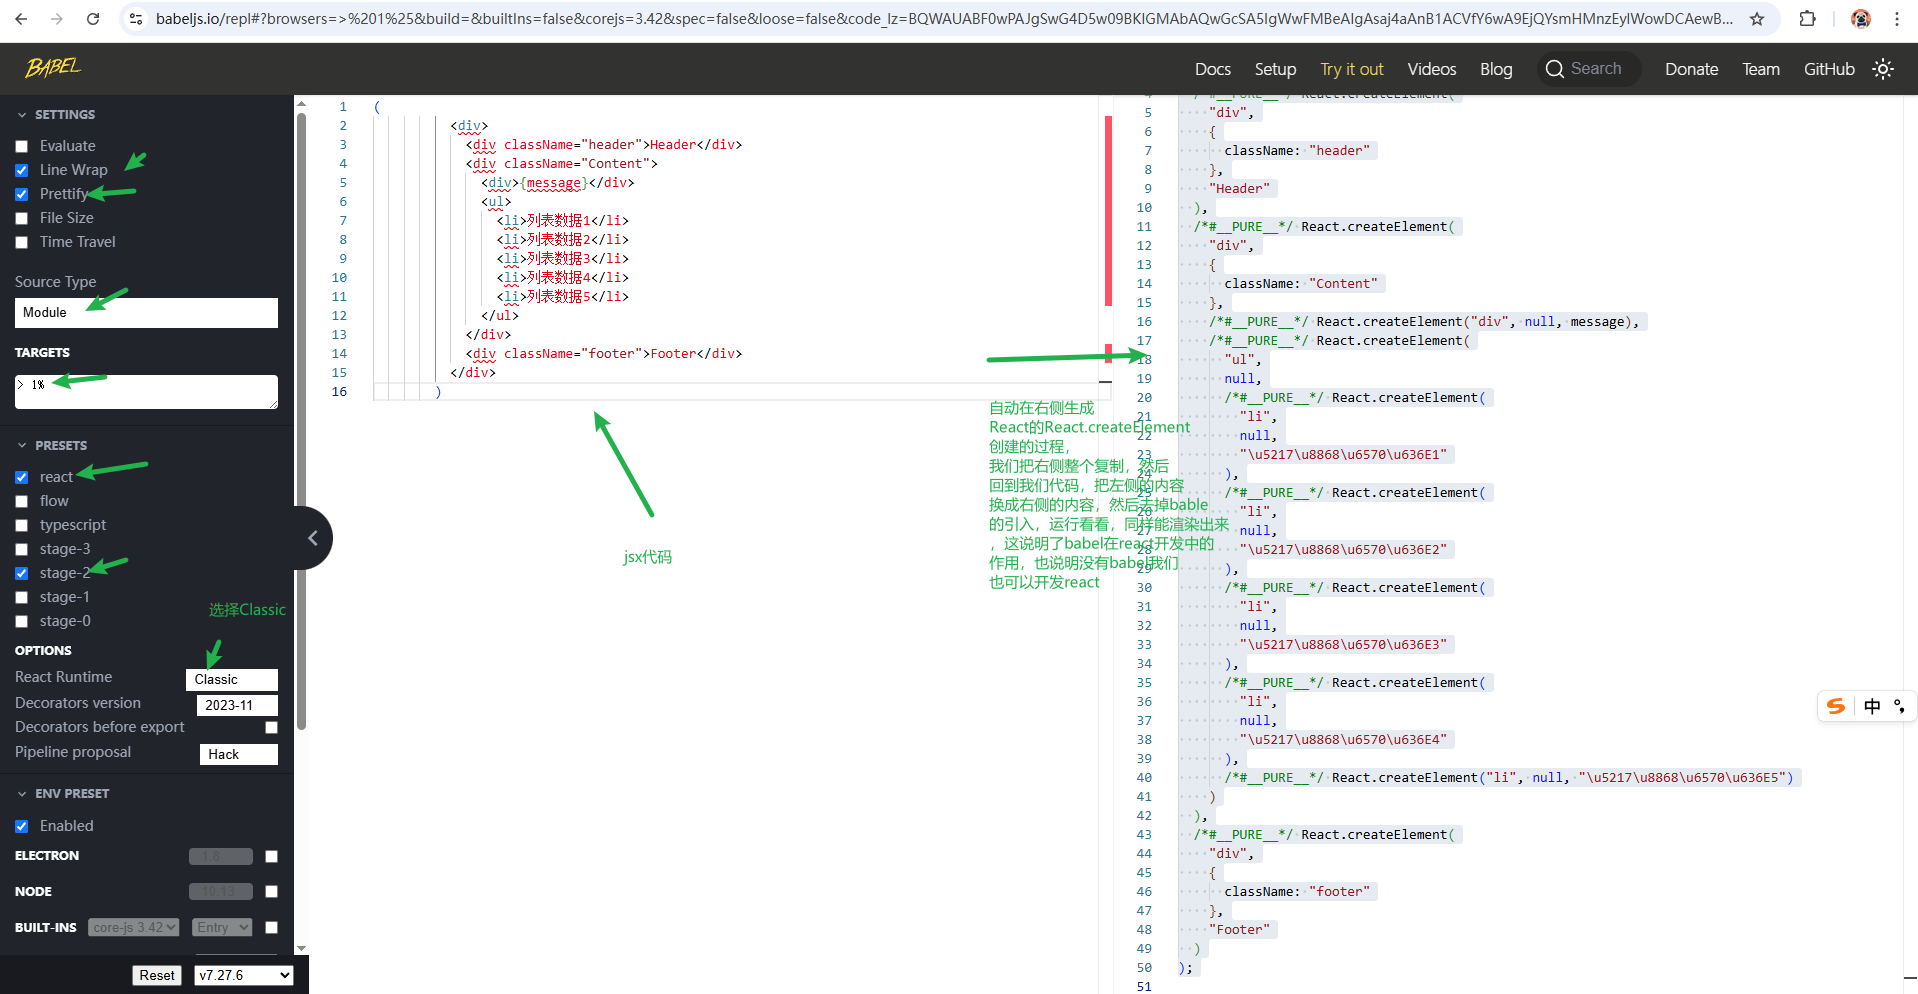 babeljs.io/repl#?browsers=>%201%25&build=&builtIns=false&corejs=3.42&spec=false&loose=false&code_lz=
BABEL
Docs
Setup
Try it out
Videos
Blog
Search
Donate
Team
GitHub
SETTINGS
Evaluate
Line Wrap
Prettify
File Size
Time Travel
Source Type
Module
TARGETS
> 1%
PRESETS
react
flow
typescript
stage-3
stage-2
stage-1
选择Classic
stage-0
OPTIONS
React Runtime Classic
Decorators version 2023-11
Decorators before export
Pipeline proposal Hack
ENV PRESET
Enabled
ELECTRON 1.8
NODE 10.13
BUILT-INS core-js 3.42 Entry
Reset v7.27.6
1 (
2 <div>
3 <div className="header">Header</div>
4 <div className="Content">
5 <div>{message}</div>
6 <ul>
7 <li>列表数据1</li>
8 <li>列表数据2</li>
9 <li>列表数据3</li>
10 <li>列表数据4</li>
11 <li>列表数据5</li>
12 </ul>
13 </div>
14 <div className="footer">Footer</div>
15 </div>
16 )
jsx代码
自动在右侧生成
React的React.createElement
创建的过程，
我们把右侧整个复制，然后
回到我们代码，把左侧的内容
换成右侧的内容，然后去掉bable
的引入，运行看看，同样能渲染出来
，这说明了babel在react开发中的
作用，也说明没有babel我们
也可以开发react
4 /*#__PURE__*/ React.createElement(
5 "div",
6 {
7 className: "header"
8 },
9 "Header"
10 ),
11 /*#__PURE__*/ React.createElement(
12 "div",
13 {
14 className: "Content"
15 },
16 /*#__PURE__*/ React.createElement("div", null, message),
17 /*#__PURE__*/ React.createElement(
18 "ul",
19 null,
20 /*#__PURE__*/ React.createElement(
21 "li",
22 null,
23 "\u5217\u8868\u6570\u636E1"
24 ),
25 /*#__PURE__*/ React.createElement(
26 "li",
27 null,
28 "\u5217\u8868\u6570\u636E2"
29 ),
30 /*#__PURE__*/ React.createElement(
31 "li",
32 null,
33 "\u5217\u8868\u6570\u636E3"
34 ),
35 /*#__PURE__*/ React.createElement(
36 "li",
37 null,
38 "\u5217\u8868\u6570\u636E4"
39 ),
40 /*#__PURE__*/ React.createElement("li", null, "\u5217\u8868\u6570\u636E5")
41 )
42 ),
43 /*#__PURE__*/ React.createElement(
44 "div",
45 {
46 className: "footer"
47 },
48 "Footer"
49 )
50 );
51
中